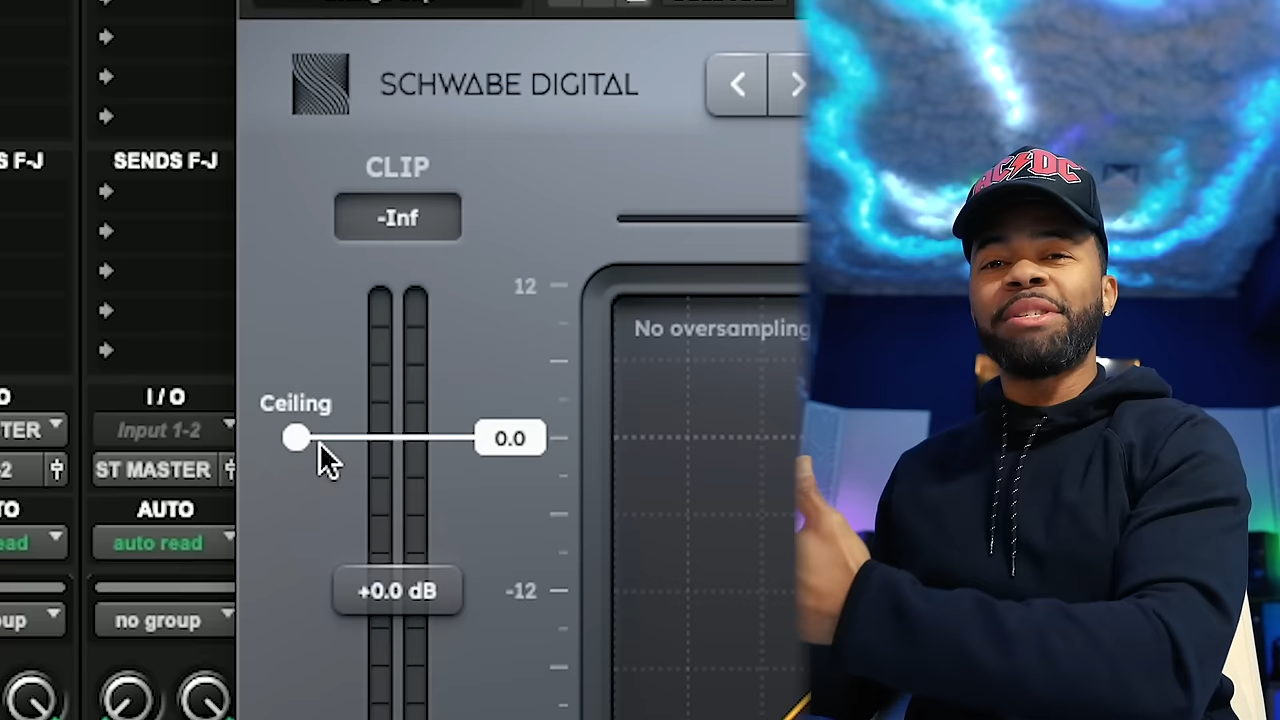 SCHWABE DIGITAL
S F-J
SENDS F-J
CLIP
-Inf
12
No oversampling
Ceiling
0.0
O
I / O
TER
Input 1-2
-2
ST MASTER
TO
AUTO
ead
auto read
+0.0 dB
-12
oup
no group
AC/DC